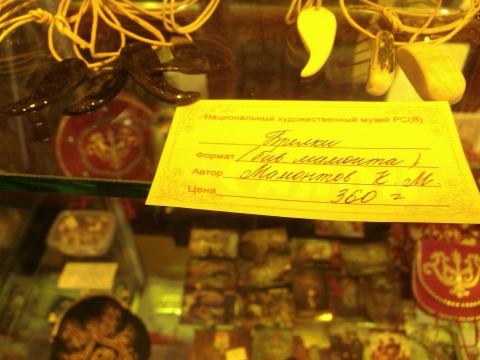 Национальный художественный музей РС(Я)
Брелки
Формат (бив. мамонта)
Автор Мамонтов К. М.
Цена 360 г